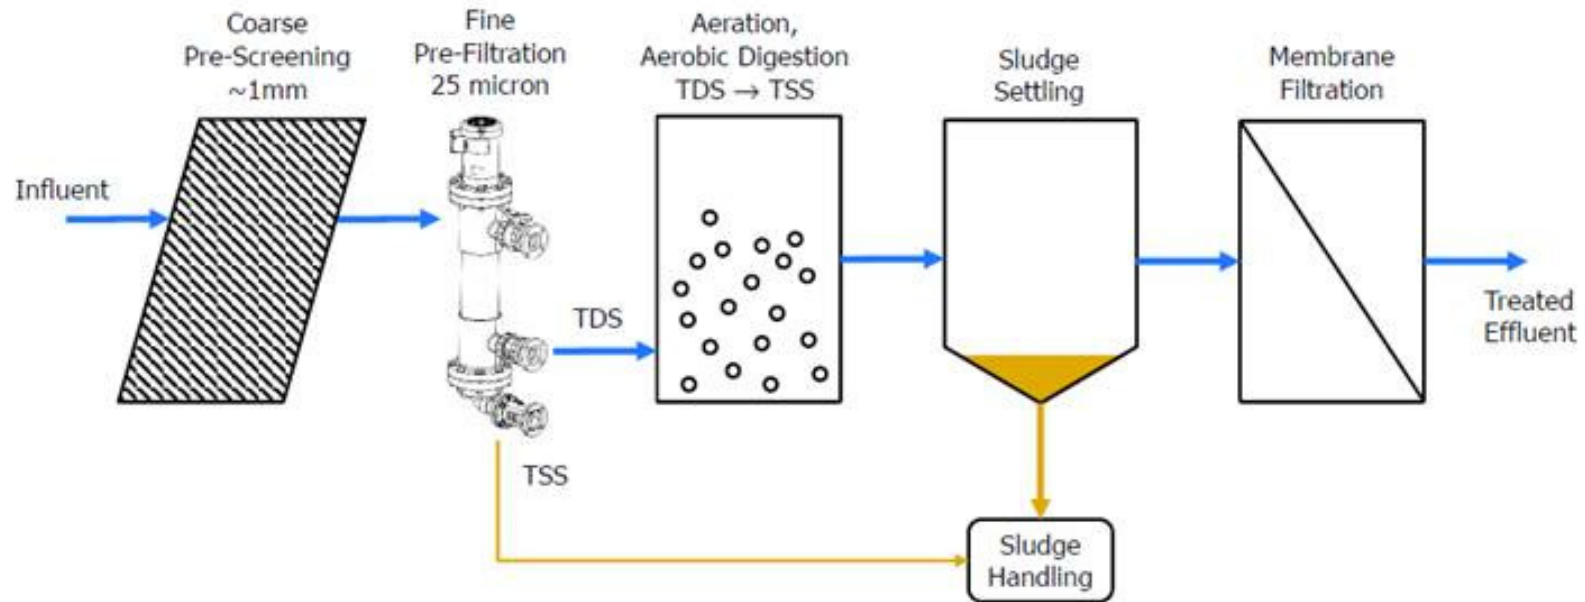 Coarse
Pre-Screening
~1mm
Fine
Pre-Filtration
25 micron
Aeration,
Aerobic Digestion
TDS → TSS
Sludge
Settling
Membrane
Filtration
Influent
TDS
Treated
Effluent
TSS
Sludge
Handling